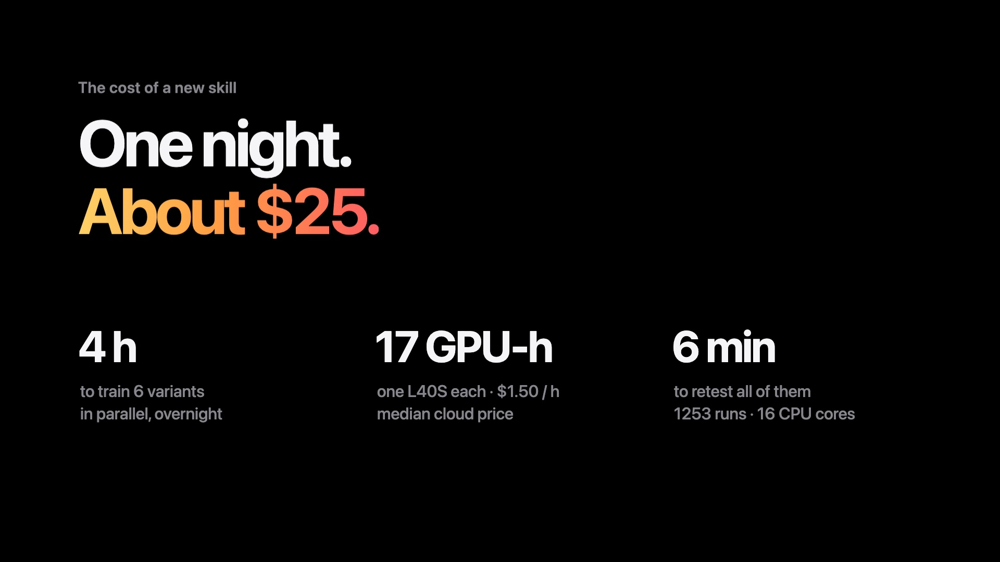 The cost of a new skill
One night.
About $25.
4 h
to train 6 variants
in parallel, overnight
17 GPU-h
one L40S each · $1.50 / h
median cloud price
6 min
to retest all of them
1253 runs · 16 CPU cores